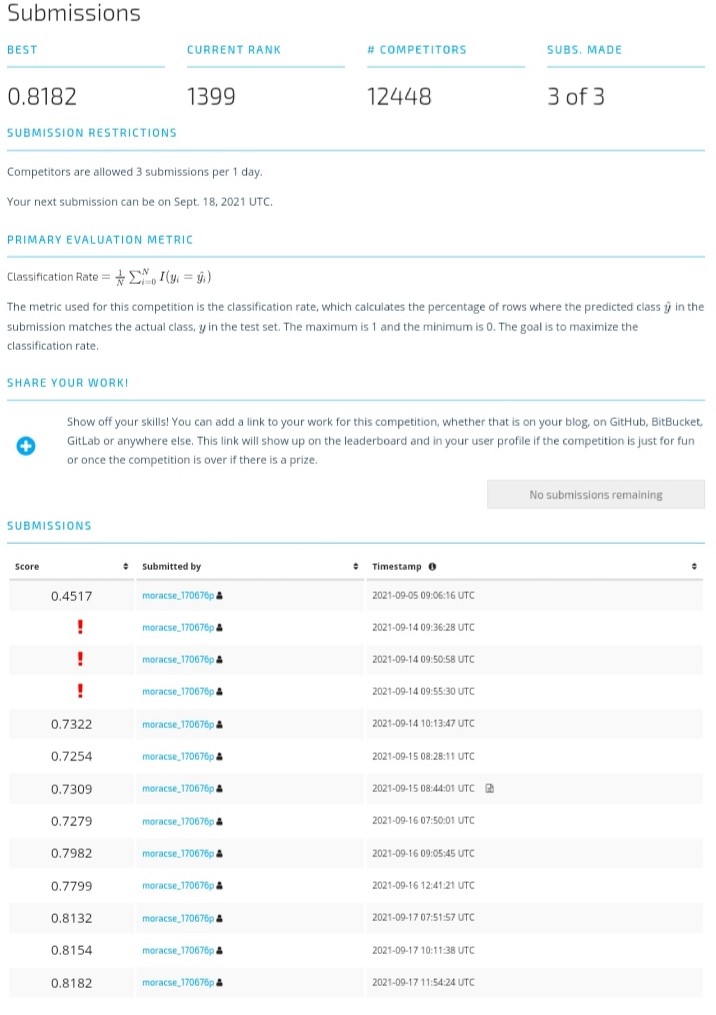 Submissions
BEST CURRENT RANK # COMPETITORS SUBS. MADE
0.8182 1399 12448 3 of 3
SUBMISSION RESTRICTIONS
Competitors are allowed 3 submissions per 1 day.
Your next submission can be on Sept. 18, 2021 UTC.
PRIMARY EVALUATION METRIC
Classification Rate = \frac{1}{N} \sum_{i=0}^{N} I(y_i = ŷ_i)
The metric used for this competition is the classification rate, which calculates the percentage of rows where the predicted class ŷ in the
submission matches the actual class, y in the test set. The maximum is 1 and the minimum is 0. The goal is to maximize the
classification rate.
SHARE YOUR WORK!
Show off your skills! You can add a link to your work for this competition, whether that is on your blog, on GitHub, BitBucket,
GitLab or anywhere else. This link will show up on the leaderboard and in your user profile if the competition is just for fun
or once the competition is over if there is a prize.
No submissions remaining
SUBMISSIONS
Score Submitted by Timestamp
0.4517 moracse_170676p 2021-09-05 09:06:16 UTC
! moracse_170676p 2021-09-14 09:36:28 UTC
! moracse_170676p 2021-09-14 09:50:58 UTC
! moracse_170676p 2021-09-14 09:55:30 UTC
0.7322 moracse_170676p 2021-09-14 10:13:47 UTC
0.7254 moracse_170676p 2021-09-15 08:28:11 UTC
0.7309 moracse_170676p 2021-09-15 08:44:01 UTC
0.7279 moracse_170676p 2021-09-16 07:50:01 UTC
0.7982 moracse_170676p 2021-09-16 09:05:45 UTC
0.7799 moracse_170676p 2021-09-16 12:41:21 UTC
0.8132 moracse_170676p 2021-09-17 07:51:57 UTC
0.8154 moracse_170676p 2021-09-17 10:11:38 UTC
0.8182 moracse_170676p 2021-09-17 11:54:24 UTC